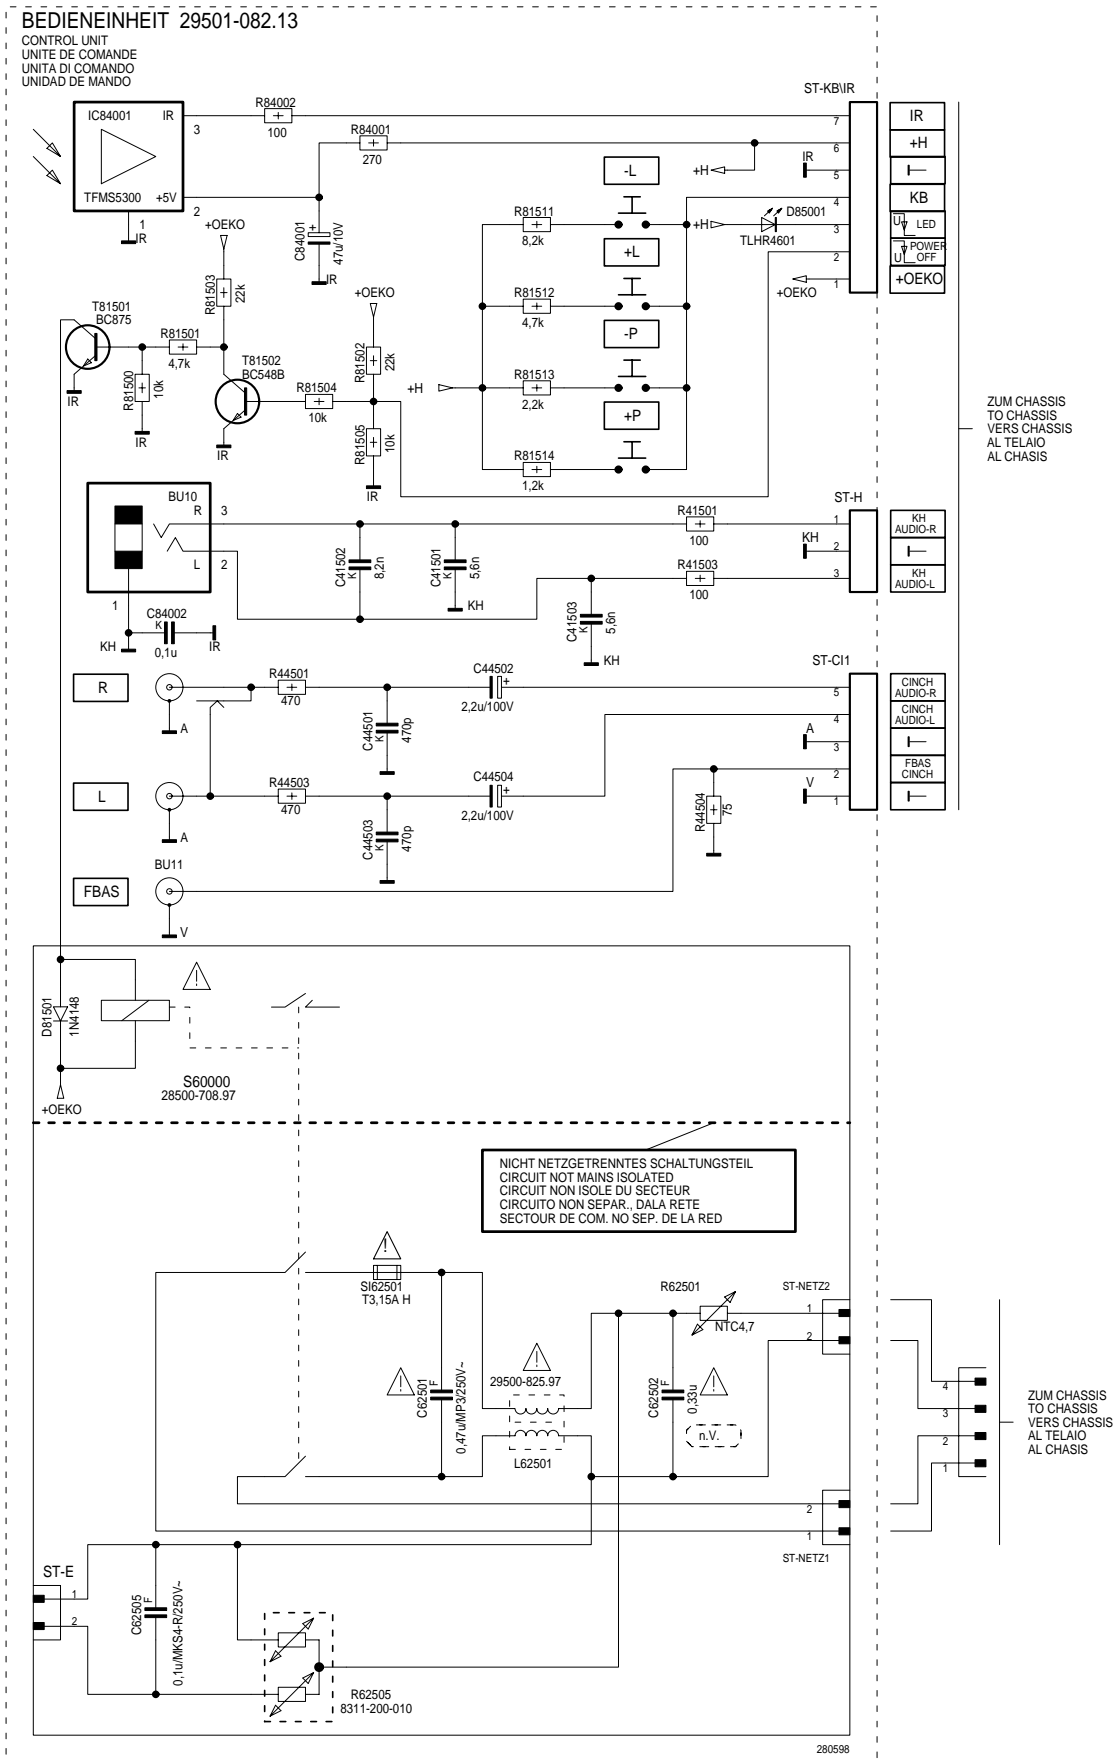 BEDIENEINHEIT 29501-082.13
CONTROL UNIT
UNITE DE COMANDE
UNITA DI COMANDO
UNIDAD DE MANDO
IC84001
IR
3
TFMS5300
+5V
2
1
IR
R84002
100
R84001
270
C84001
+
47u/10V
IR
ST-KB\IR
7
6
5
4
3
2
1
IR
+H
KB
U
LED
U
POWER
OFF
+OEKO
+H
IR
+H
D85001
TLHR4601
+OEKO
-L
R81511
8,2k
+L
R81512
4,7k
-P
R81513
2,2k
+P
R81514
1,2k
+H
+OEKO
R81503
22k
T81501
BC875
R81501
4,7k
IR
R81500
10k
IR
T81502
BC548B
IR
R81504
10k
+OEKO
R81502
22k
R81505
10k
IR
ZUM CHASSIS
TO CHASSIS
VERS CHASSIS
AL TELAIO
AL CHASIS
BU10
R
3
L
2
1
KH
C84002
K
0,1u
IR
C41502
K
8,2n
C41501
K
5,6n
KH
R41501
100
R41503
100
C41503
K
5,6n
KH
ST-H
1
KH
2
3
KH
AUDIO-R
KH
AUDIO-L
R
A
R44501
470
C44501
K
470p
C44502
+
2,2u/100V
L
A
R44503
470
C44503
K
470p
C44504
+
2,2u/100V
ST-CI1
5
4
A
3
2
V
1
CINCH
AUDIO-R
CINCH
AUDIO-L
FBAS
CINCH
R44504
75
BU11
FBAS
V
D81501
1N4148
+OEKO
!
S60000
28500-708.97
NICHT NETZGETRENNTES SCHALTUNGSTEIL
CIRCUIT NOT MAINS ISOLATED
CIRCUIT NON ISOLE DU SECTEUR
CIRCUITO NON SEPAR., DALA RETE
SECTOUR DE COM. NO SEP. DE LA RED
!
SI62501
T3,15A H
!
C62501
F
0,47u/MP3/250V~
!
29500-825.97
L62501
R62501
NTC4,7
C62502
F
0,33u
!
n.V.
ST-NETZ2
1
2
2
1
ST-NETZ1
4
3
2
1
ZUM CHASSIS
TO CHASSIS
VERS CHASSIS
AL TELAIO
AL CHASIS
ST-E
1
2
C62505
F
0,1u/MKS4-R/250V~
R62505
8311-200-010
280598